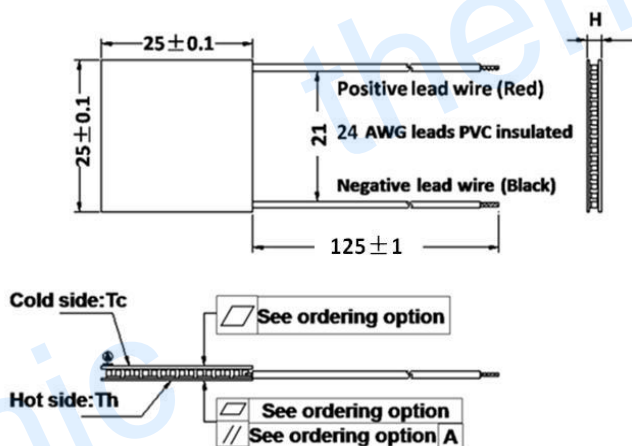 25±0.1
H
Positive lead wire (Red)
25±0.1
21
24 AWG leads PVC insulated
Negative lead wire (Black)
125±1
Cold side:Tc
See ordering option
Hot side:Th
See ordering option
// See ordering option A